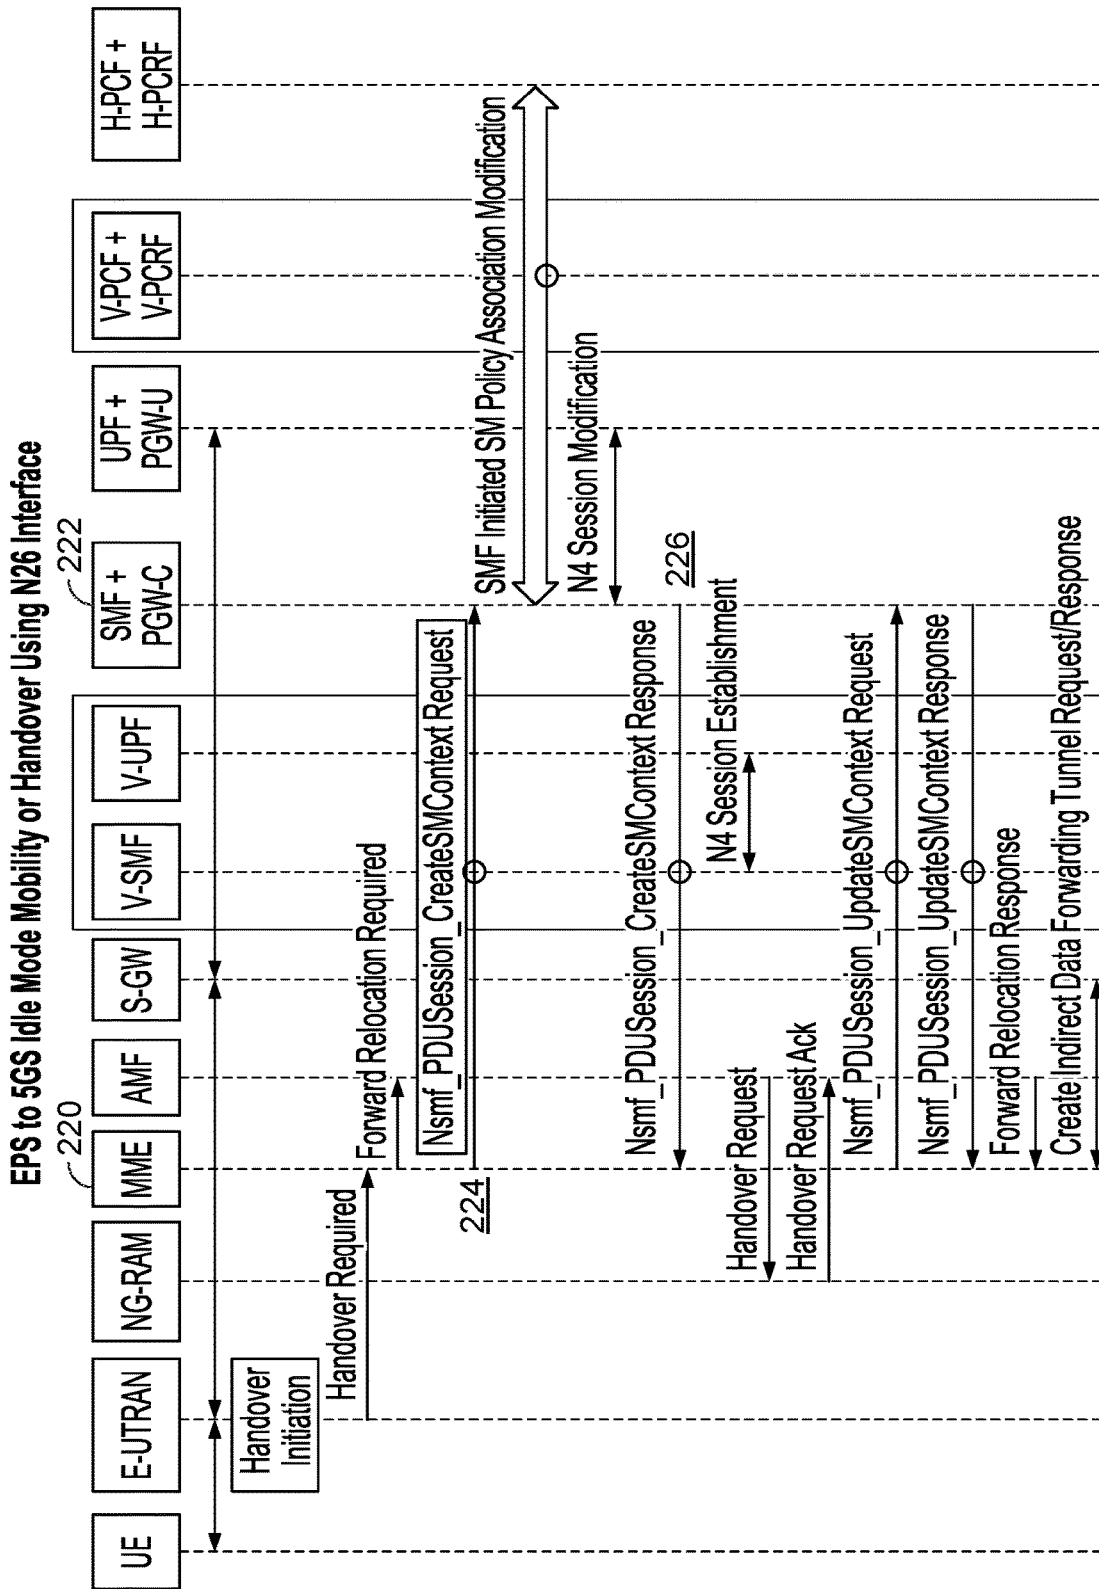 EPS to 5GS Idle Mode Mobility or Handover Using N26 Interface
220
222
UE
E-UTRAN
NG-RAM
MME
AMF
S-GW
V-SMF
V-UPF
SMF +
PGW-C
UPF +
PGW-U
V-PCF +
V-PCRF
H-PCF +
H-PCRF
Handover
Initiation
Handover Required
Forward Relocation Required
Nsmf_PDUSession_CreateSMContext Request
224
SMF Initiated SM Policy Association Modification
N4 Session Modification
Nsmf_PDUSession_CreateSMContext Response
226
N4 Session Establishment
Handover Request
Handover Request Ack
Nsmf_PDUSession_UpdateSMContext Request
Nsmf_PDUSession_UpdateSMContext Response
Forward Relocation Response
Create Indirect Data Forwarding Tunnel Request/Response